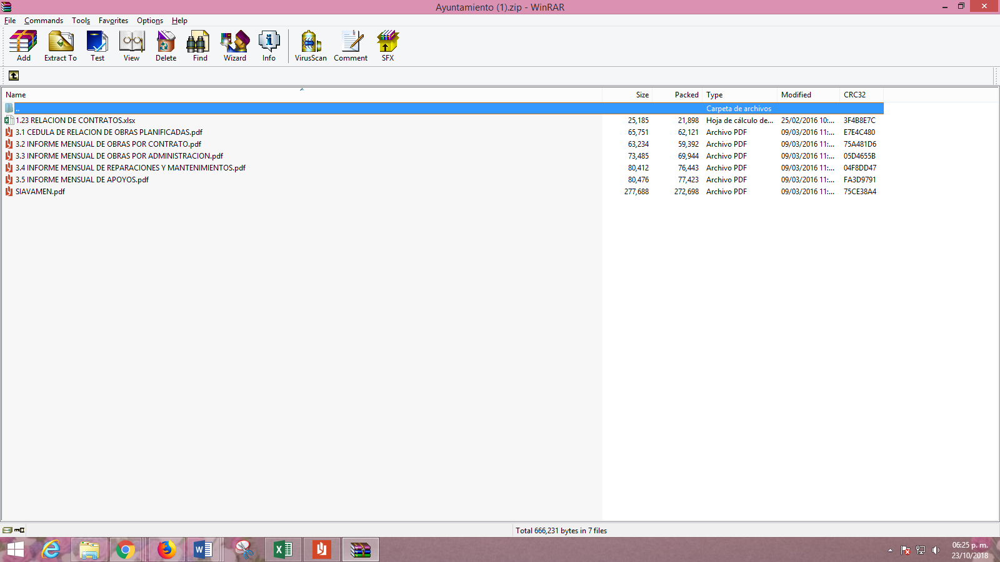 Ayuntamiento (1).zip - WinRAR
File Commands Tools Favorites Options Help
Add Extract To Test View Delete Find Wizard Info VirusScan Comment SFX
Name Size Packed Type Modified CRC32
.. Carpeta de archivos
1.23 RELACION DE CONTRATOS.xlsx 25,185 21,898 Hoja de cálculo de... 25/02/2016 10:... 3F4B8E7C
3.1 CEDULA DE RELACION DE OBRAS PLANIFICADAS.pdf 65,751 62,121 Archivo PDF 09/03/2016 11:... E7E4C480
3.2 INFORME MENSUAL DE OBRAS POR CONTRATO.pdf 63,234 59,392 Archivo PDF 09/03/2016 11:... 75A481D6
3.3 INFORME MENSUAL DE OBRAS POR ADMINISTRACION.pdf 73,485 69,944 Archivo PDF 09/03/2016 11:... 05D4655B
3.4 INFORME MENSUAL DE REPARACIONES Y MANTENIMIENTOS.pdf 80,412 76,443 Archivo PDF 09/03/2016 11:... 04F8DD47
3.5 INFORME MENSUAL DE APOYOS.pdf 80,476 77,423 Archivo PDF 09/03/2016 11:... FA3D9791
SIAVAMEN.pdf 277,688 272,698 Archivo PDF 09/03/2016 11:... 75CE38A4
Total 666,231 bytes in 7 files
06:25 p. m.
23/10/2018